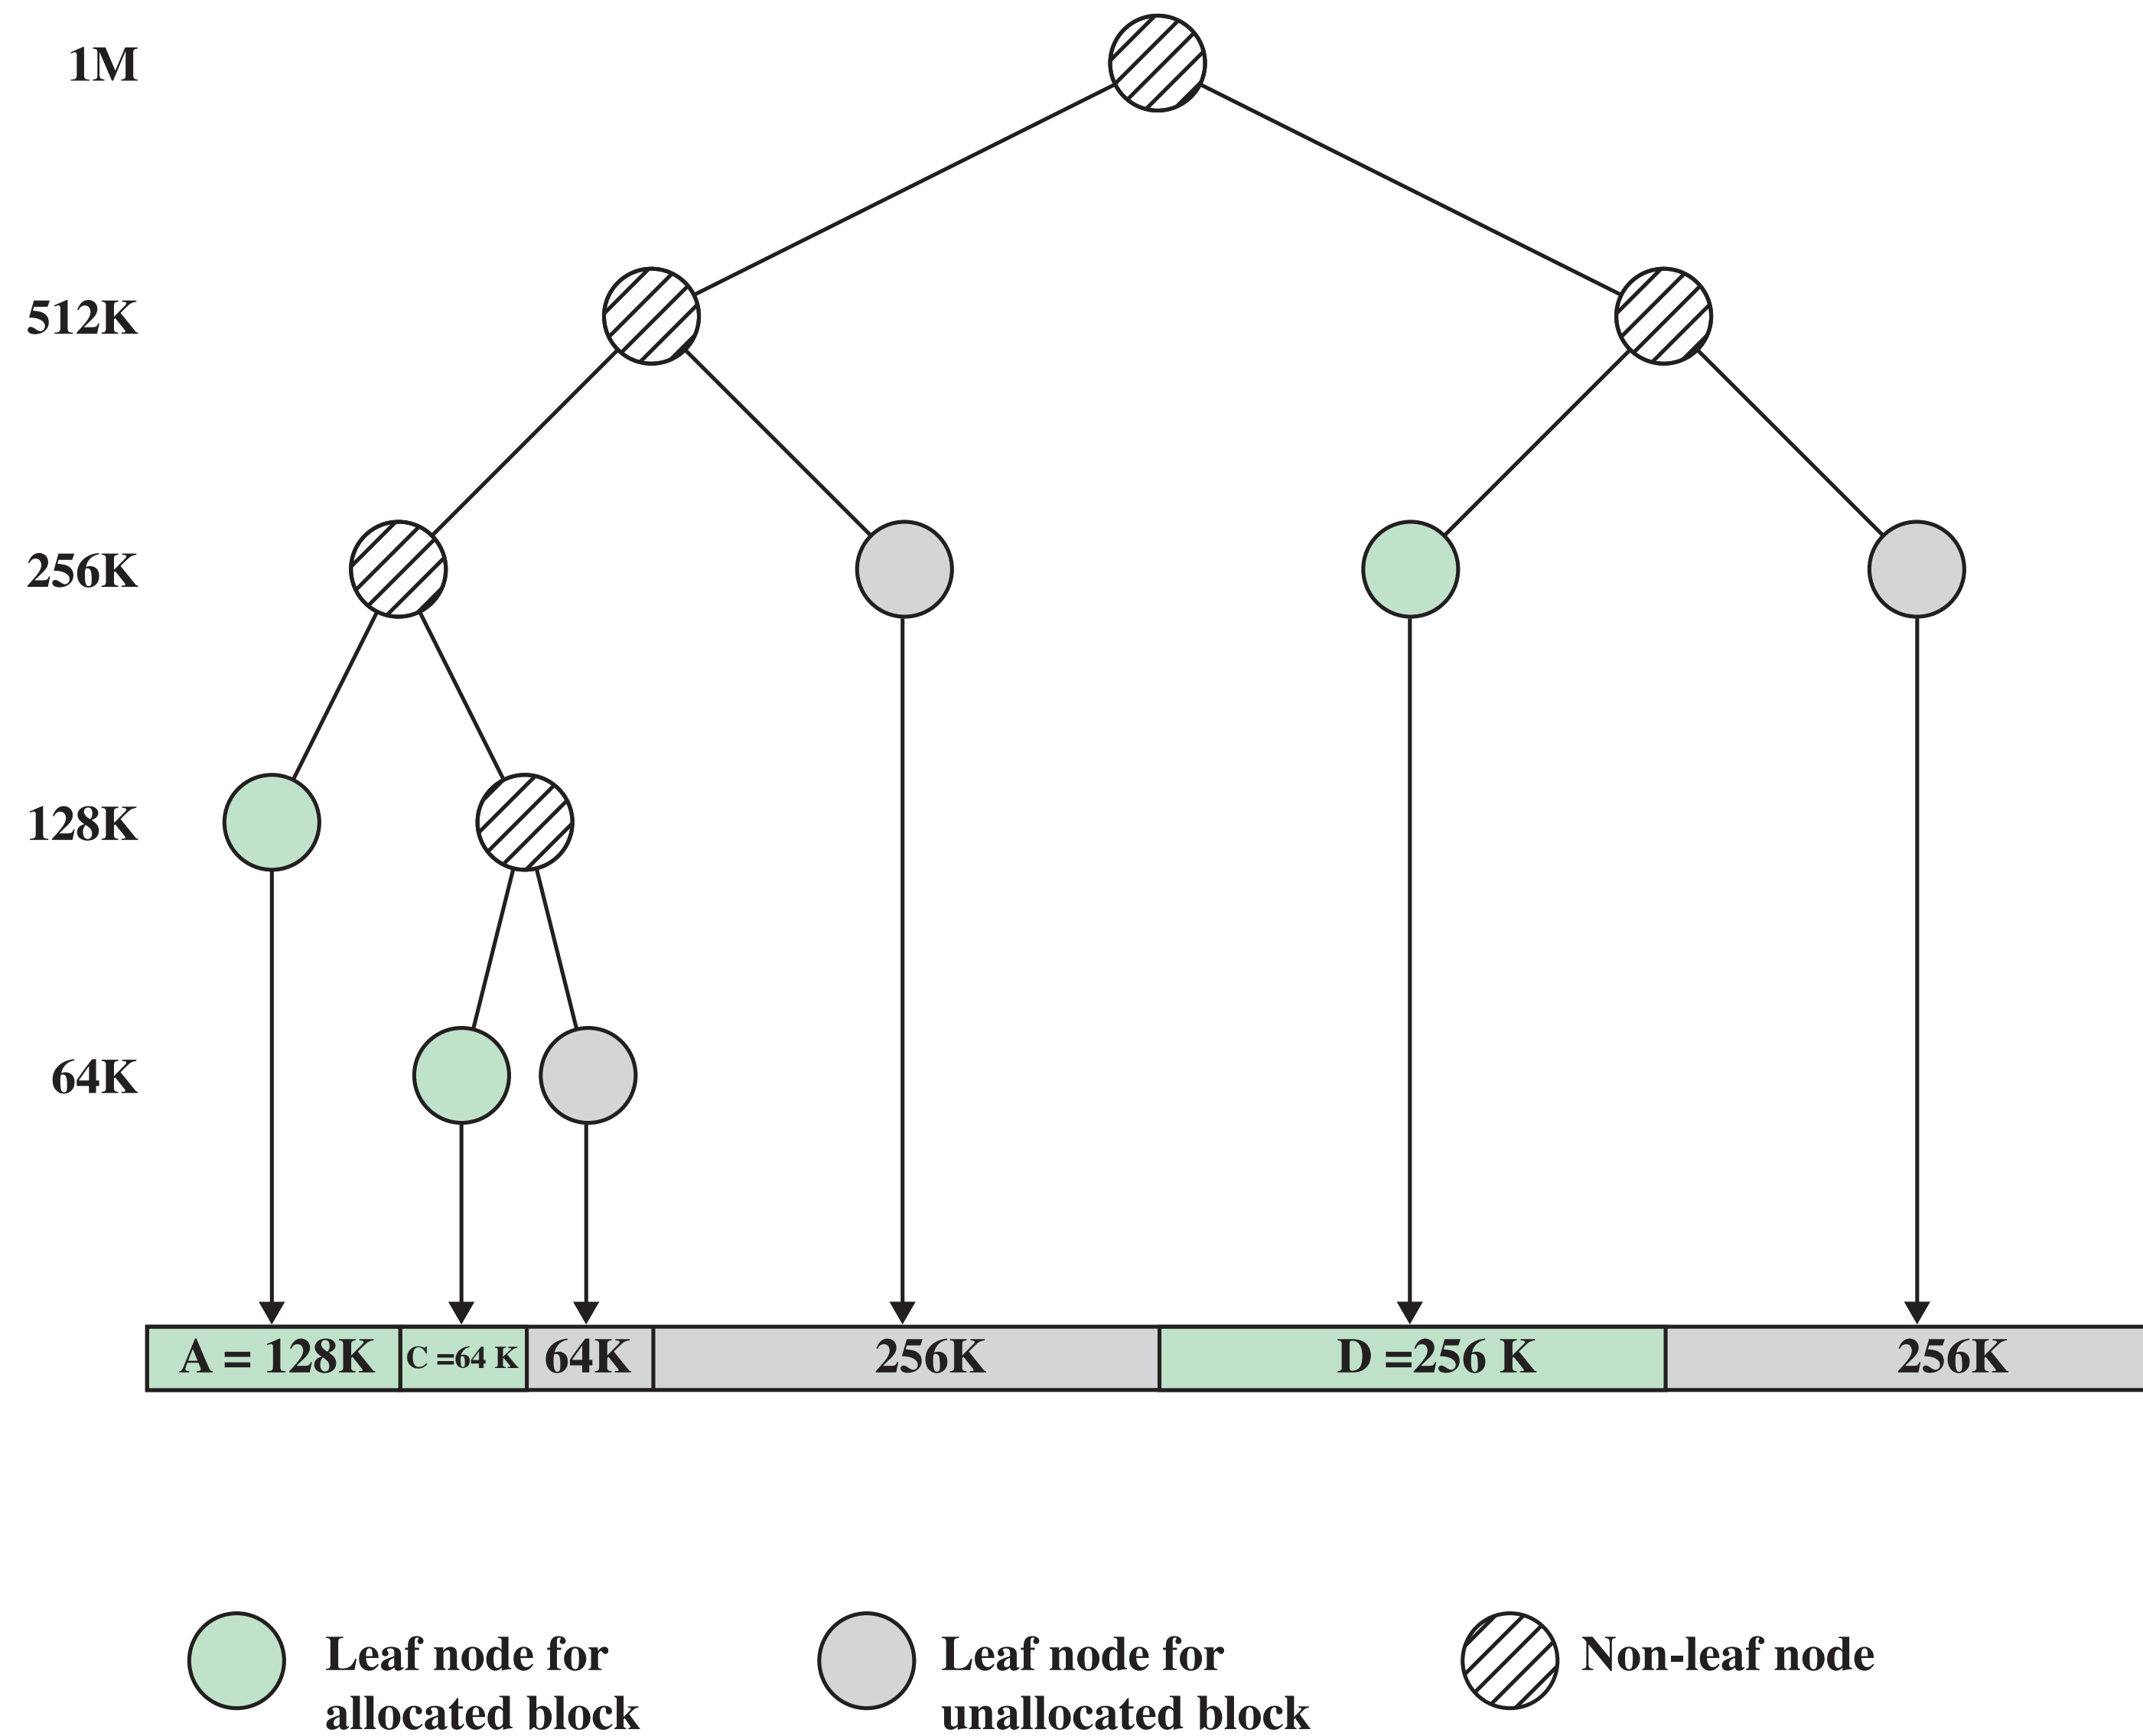 1M
512K
256K
128K
64K
A = 128K
C =64 K
64K
256K
D =256 K
256K
Leaf node for
allocated block
Leaf node for
unallocated block
Non-leaf node